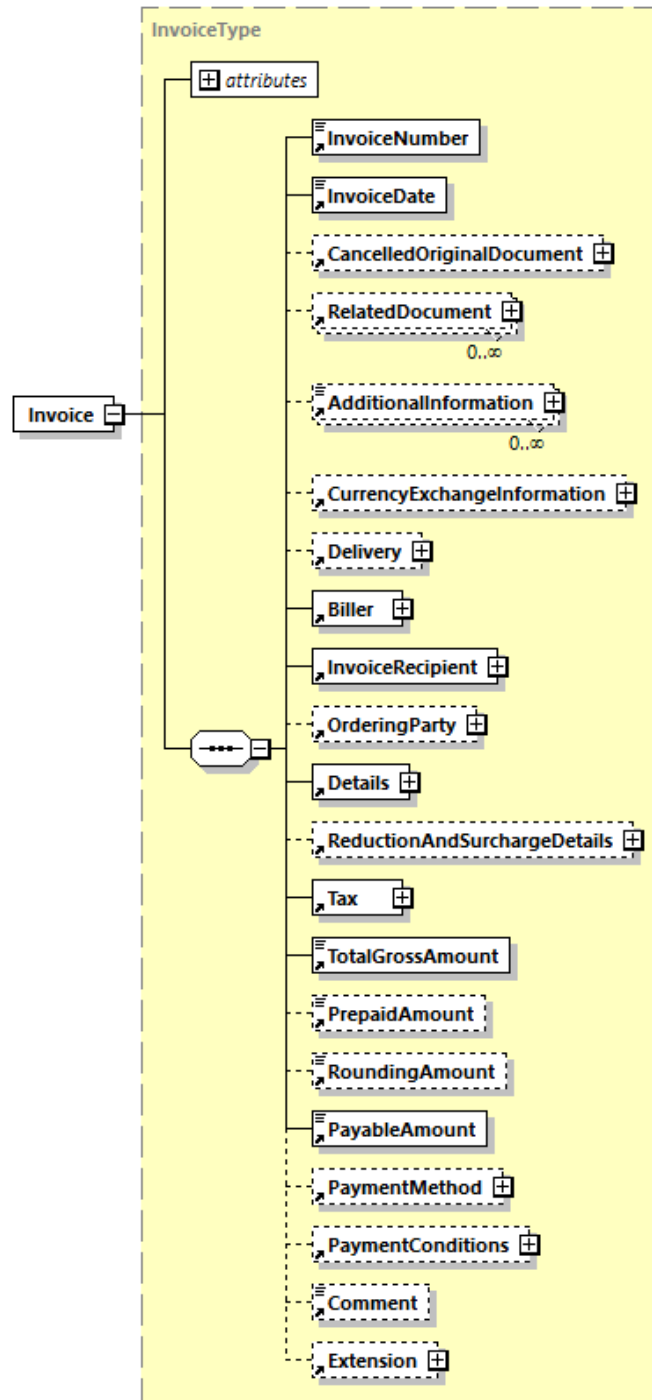 InvoiceType
attributes
InvoiceNumber
InvoiceDate
CancelledOriginalDocument
RelatedDocument
0..∞
AdditionalInformation
0..∞
Invoice
CurrencyExchangeInformation
Delivery
Biller
InvoiceRecipient
OrderingParty
Details
ReductionAndSurchargeDetails
Tax
TotalGrossAmount
PrepaidAmount
RoundingAmount
PayableAmount
PaymentMethod
PaymentConditions
Comment
Extension